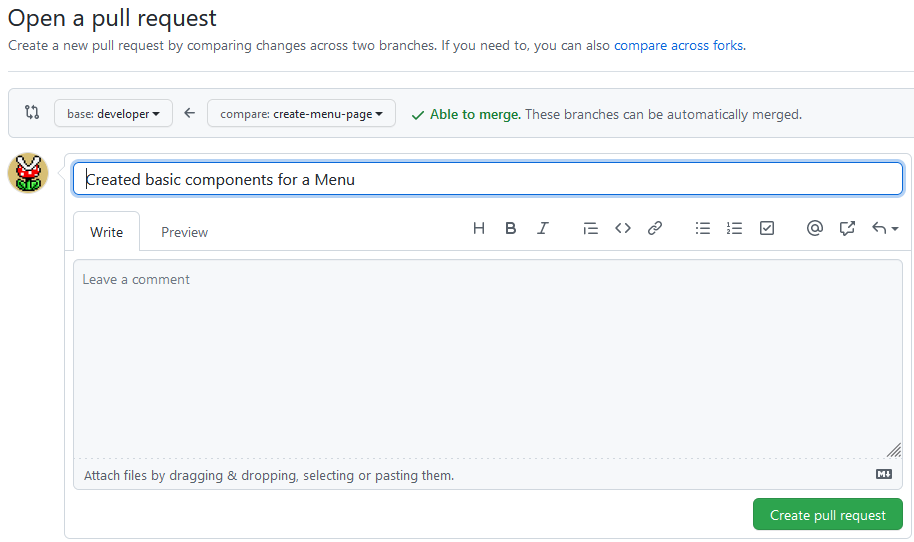 Open a pull request
Create a new pull request by comparing changes across two branches. If you need to, you can also compare across forks.
base: developer compare: create-menu-page Able to merge. These branches can be automatically merged.
Created basic components for a Menu
Write Preview H B I @
Leave a comment
Attach files by dragging & dropping, selecting or pasting them.
Create pull request